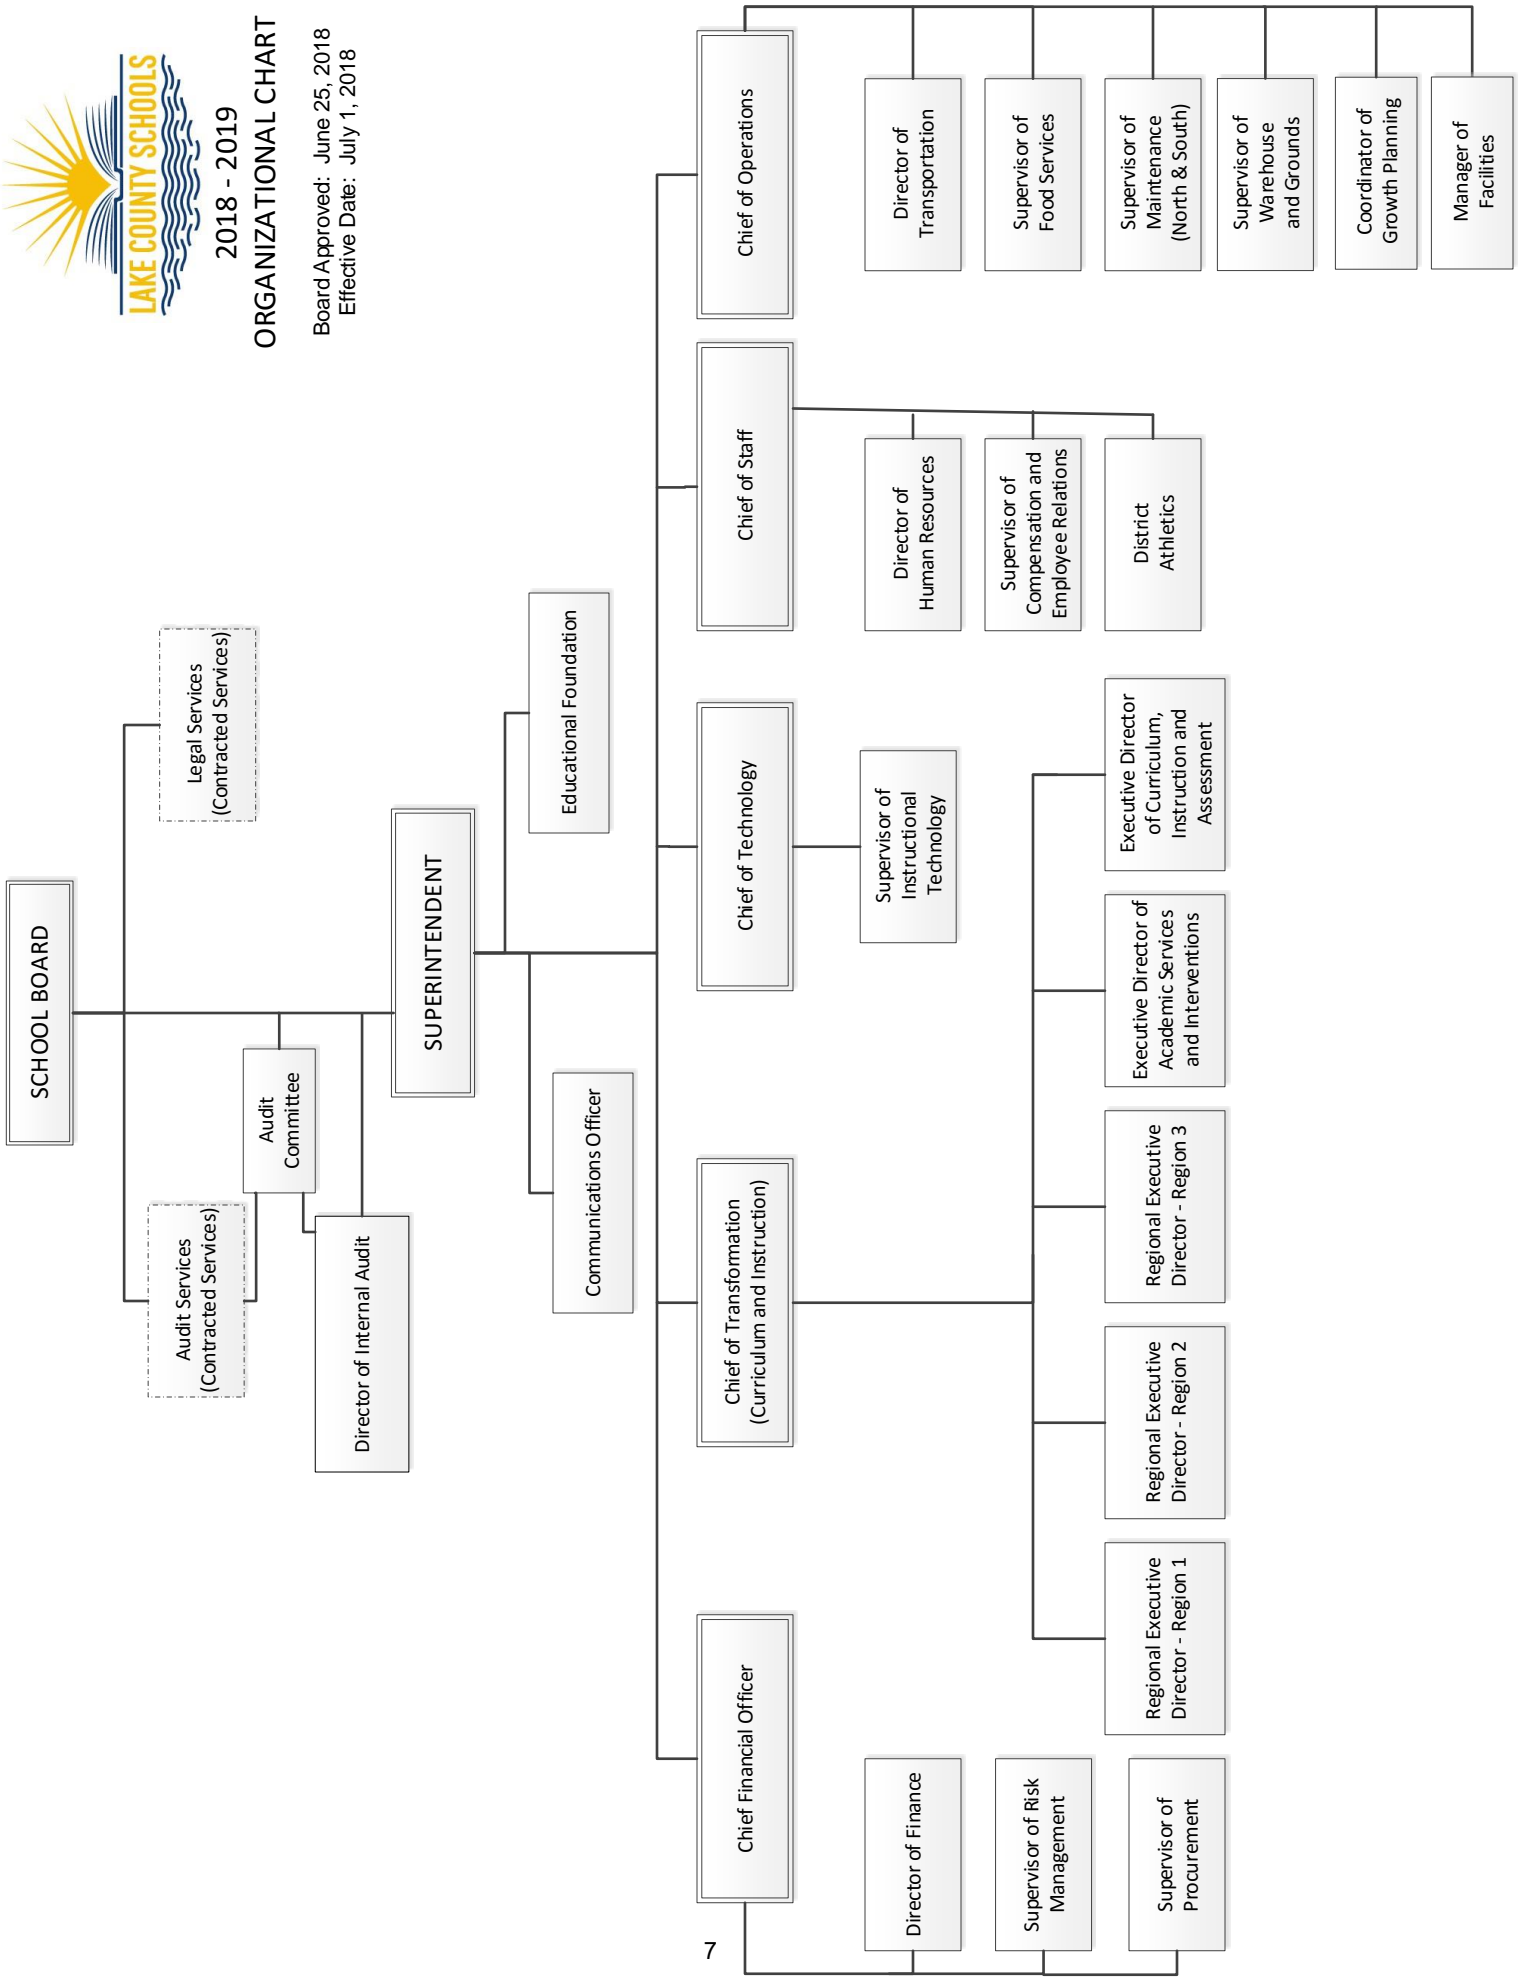 LAKE COUNTY SCHOOLS
2018 - 2019
ORGANIZATIONAL CHART
Board Approved: June 25, 2018
Effective Date: July 1, 2018
SCHOOL BOARD
Audit Services
(Contracted Services)
Legal Services
(Contracted Services)
Audit
Committee
Director of Internal Audit
SUPERINTENDENT
Communications Officer
Educational Foundation
Chief Financial Officer
Chief of Transformation
(Curriculum and Instruction)
Chief of Technology
Chief of Staff
Chief of Operations
Director of Finance
Supervisor of Risk
Management
Supervisor of
Procurement
Regional Executive
Director - Region 1
Regional Executive
Director - Region 2
Regional Executive
Director - Region 3
Executive Director of
Academic Services
and Interventions
Executive Director
of Curriculum,
Instruction and
Assessment
Supervisor of
Instructional
Technology
Director of
Human Resources
Supervisor of
Compensation and
Employee Relations
District
Athletics
Director of
Transportation
Supervisor of
Food Services
Supervisor of
Maintenance
(North & South)
Supervisor of
Warehouse
and Grounds
Coordinator of
Growth Planning
Manager of
Facilities
7